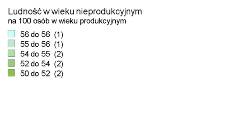 Ludność w wieku nieprodukcyjnym
na 100 osób w wieku produkcyjnym
56 do 56 (1)
55 do 56 (1)
54 do 55 (2)
52 do 54 (2)
50 do 52 (2)